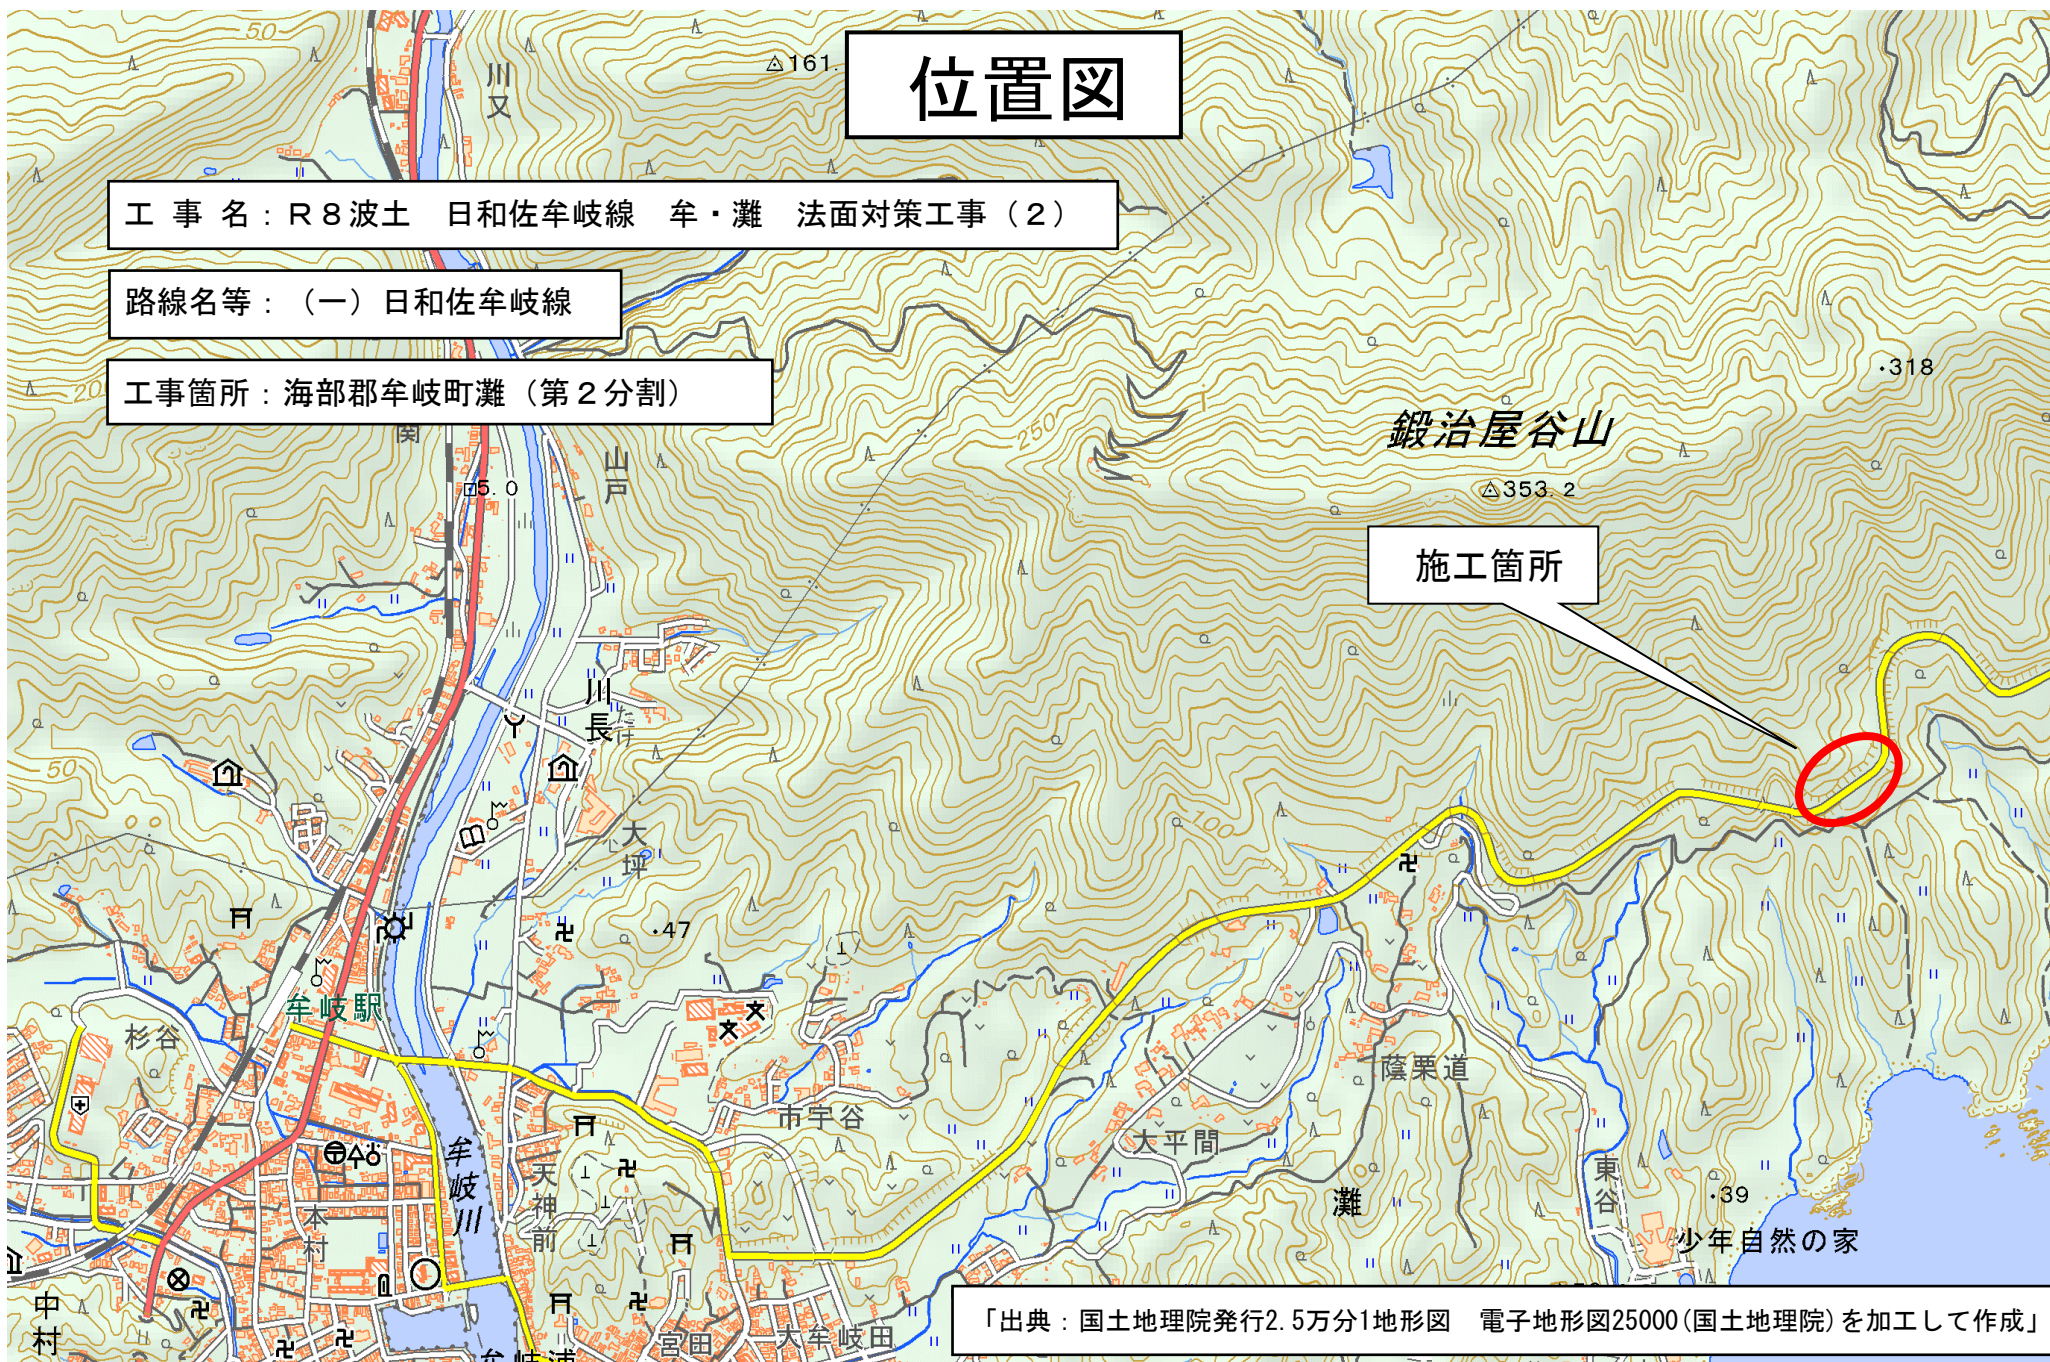 位置図
工 事 名：Ｒ８波土　日和佐牟岐線　牟・灘　法面対策工事（２）
路線名等：（一）日和佐牟岐線
工事箇所：海部郡牟岐町灘（第２分割）
施工箇所
鍛治屋谷山
△353.2
・318
△161.
川又
50
200
関
山戸
5.0
250
川長
大坪
・47
100
50
牟岐駅
杉谷
市宇谷
蔭栗道
大平間
灘
東谷
・39
少年自然の家
牟岐川
天神前
本村
中村
宮田
大牟岐田
牟岐浦
「出典：国土地理院発行2.5万分1地形図　電子地形図25000(国土地理院)を加工して作成」